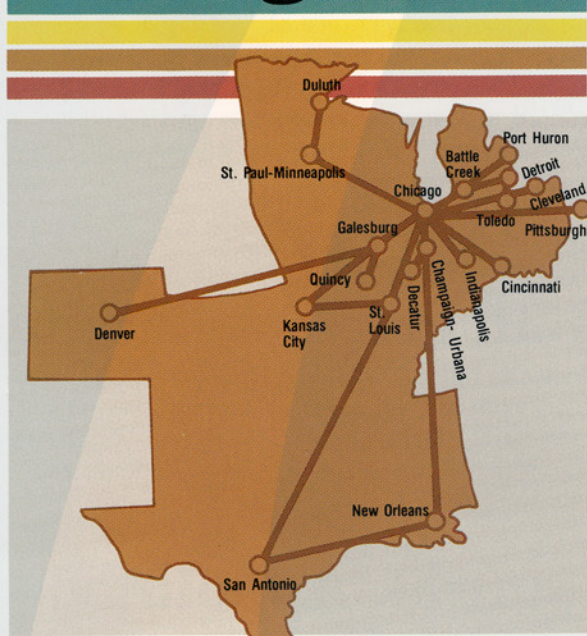 Duluth
St. Paul-Minneapolis
Port Huron
Battle
Creek
Detroit
Chicago
Cleveland
Toledo
Pittsburgh
Galesburg
Quincy
Decatur
Champaign- Urbana
Indianapolis
Cincinnati
Denver
Kansas
City
St.
Louis
New Orleans
San Antonio